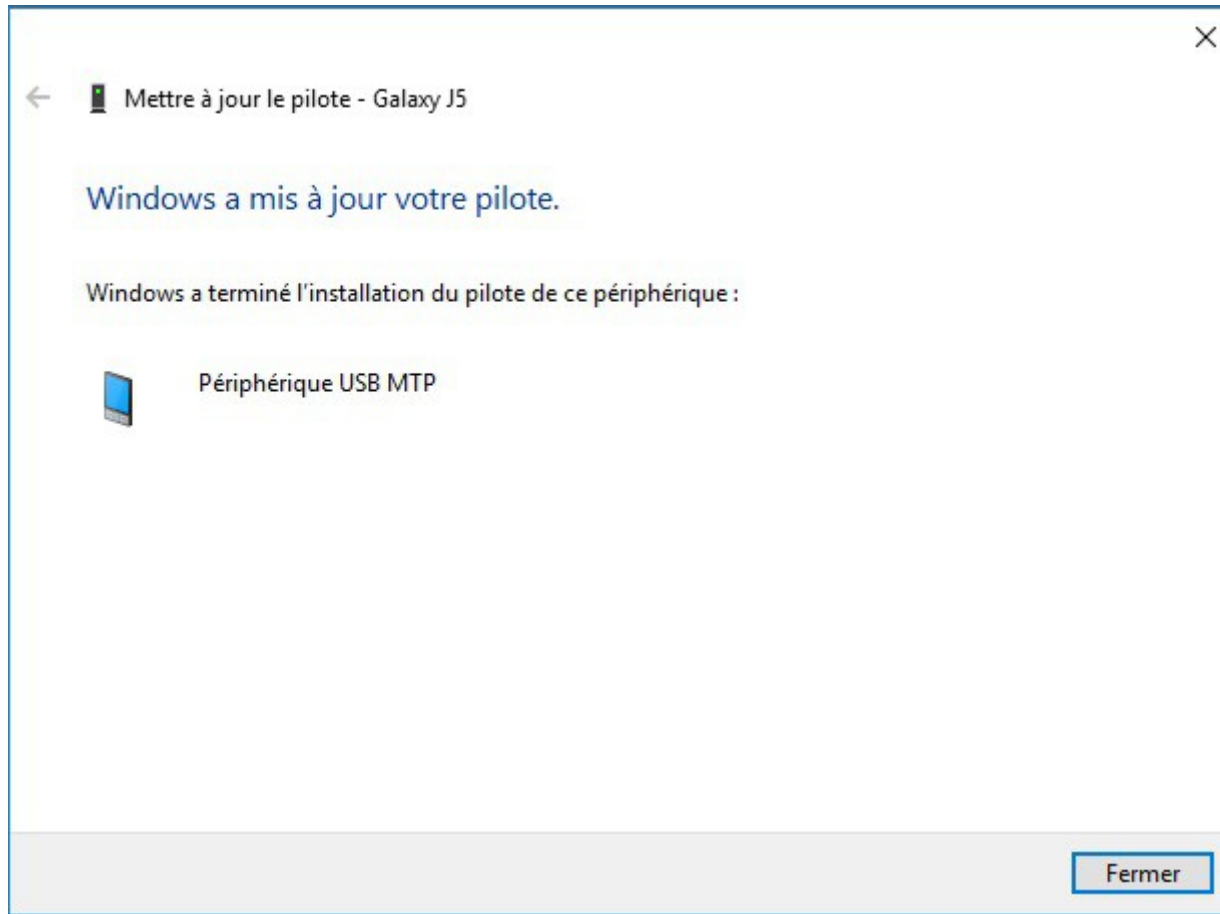 Mettre à jour le pilote - Galaxy J5
Windows a mis à jour votre pilote.
Windows a terminé l'installation du pilote de ce périphérique :
Périphérique USB MTP
Fermer